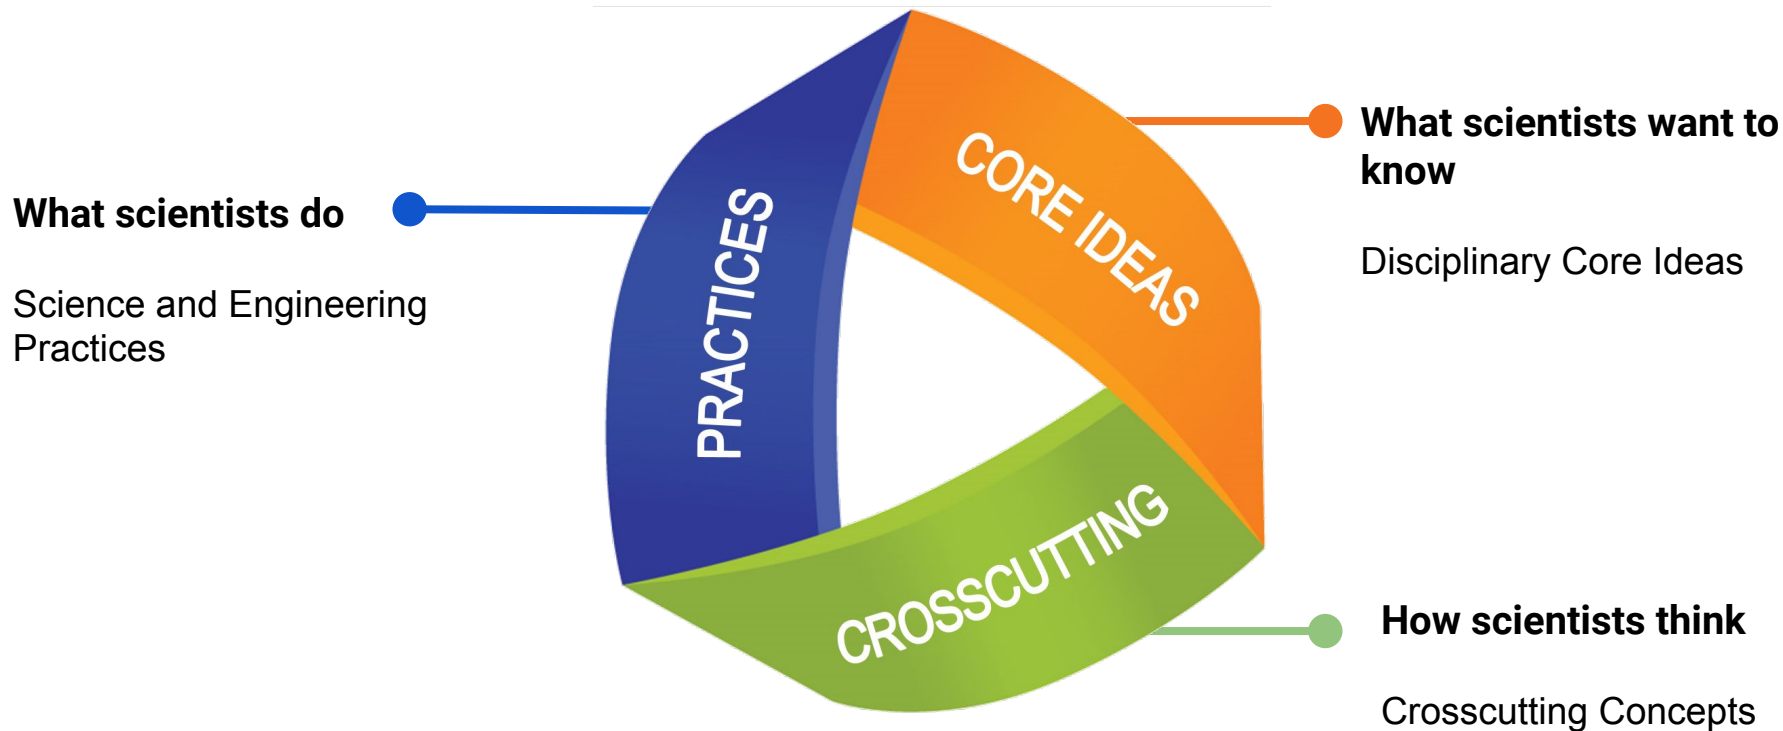 What scientists do
Science and Engineering
Practices
PRACTICES
CORE IDEAS
CROSSCUTTING
What scientists want to
know
Disciplinary Core Ideas
How scientists think
Crosscutting Concepts